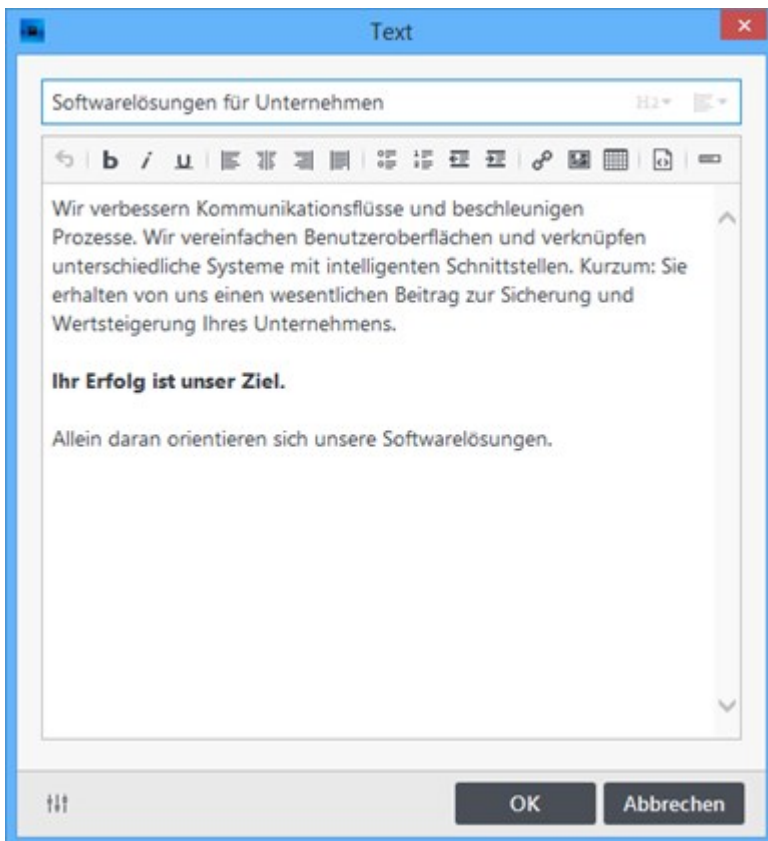 Text
Softwarelösungen für Unternehmen
H2
b i u
Wir verbessern Kommunikationsflüsse und beschleunigen
Prozesse. Wir vereinfachen Benutzeroberflächen und verknüpfen
unterschiedliche Systeme mit intelligenten Schnittstellen. Kurzum: Sie
erhalten von uns einen wesentlichen Beitrag zur Sicherung und
Wertsteigerung Ihres Unternehmens.
Ihr Erfolg ist unser Ziel.
Allein daran orientieren sich unsere Softwarelösungen.
OK Abbrechen